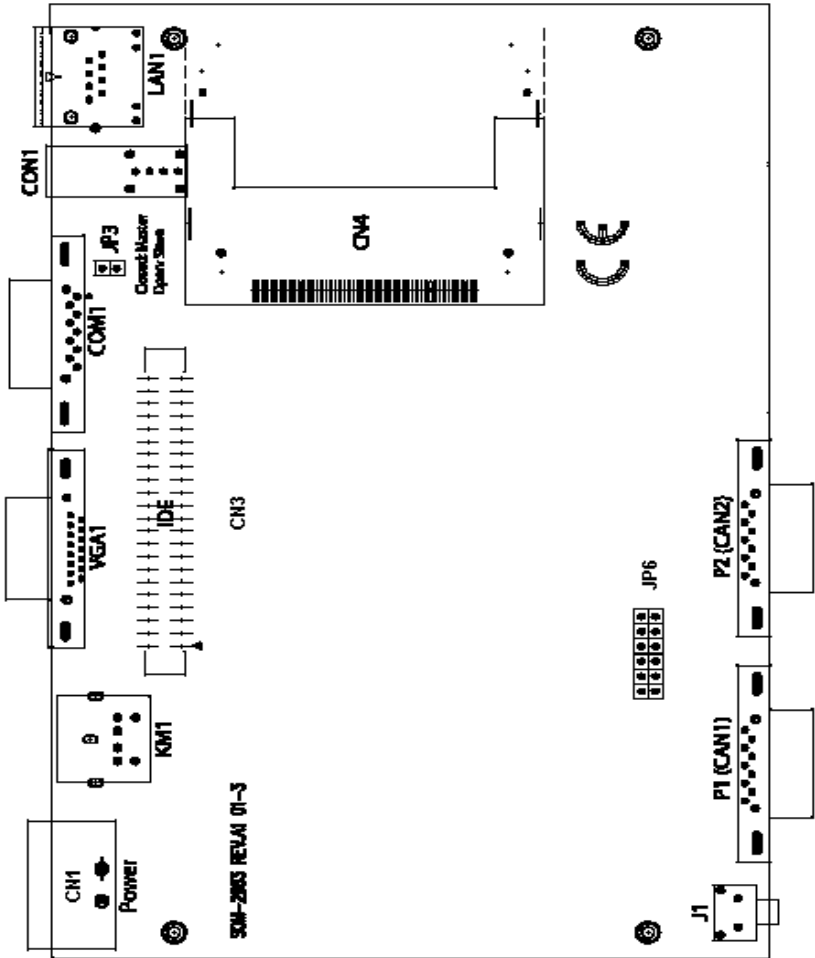 LAN1
CON1
JP3
Closed: Master
Open: Slave
CN4
COM1
IDE
CN3
VGA1
P2 (CAN2)
JP6
KM1
P1 (CAN1)
CN1
Power
J1